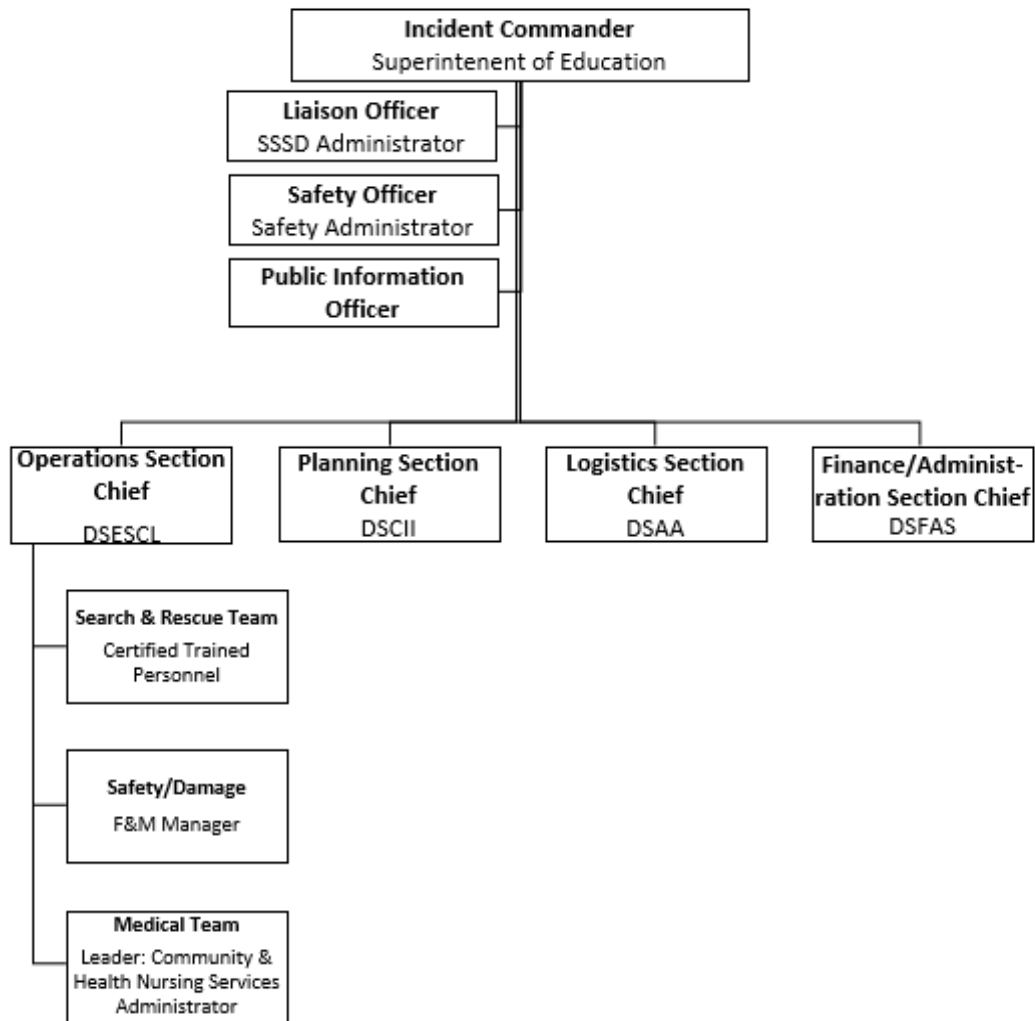 Incident Commander
Superintenent of Education
Liaison Officer
SSSD Administrator
Safety Officer
Safety Administrator
Public Information
Officer
Operations Section
Chief
DSESCL
Planning Section
Chief
DSCII
Logistics Section
Chief
DSAA
Finance/Administ-
ration Section Chief
DSFAS
Search & Rescue Team
Certified Trained
Personnel
Safety/Damage
F&M Manager
Medical Team
Leader: Community &
Health Nursing Services
Administrator